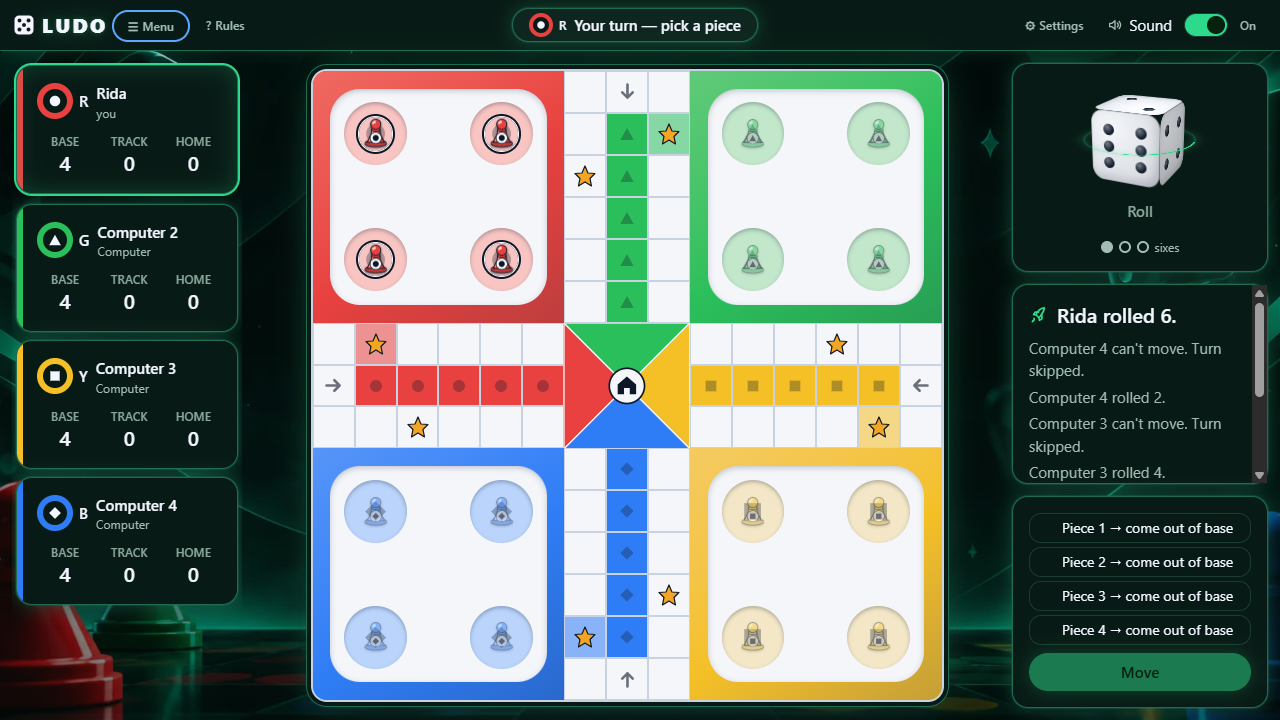 LUDO
☰ Menu
? Rules
R Your turn — pick a piece
⚙ Settings
Sound
On
R Rida
you
BASE TRACK HOME
4 0 0
G Computer 2
Computer
BASE TRACK HOME
4 0 0
Y Computer 3
Computer
BASE TRACK HOME
4 0 0
B Computer 4
Computer
BASE TRACK HOME
4 0 0
Roll
sixes
Rida rolled 6.
Computer 4 can't move. Turn
skipped.
Computer 4 rolled 2.
Computer 3 can't move. Turn
skipped.
Computer 3 rolled 4.
Piece 1 → come out of base
Piece 2 → come out of base
Piece 3 → come out of base
Piece 4 → come out of base
Move